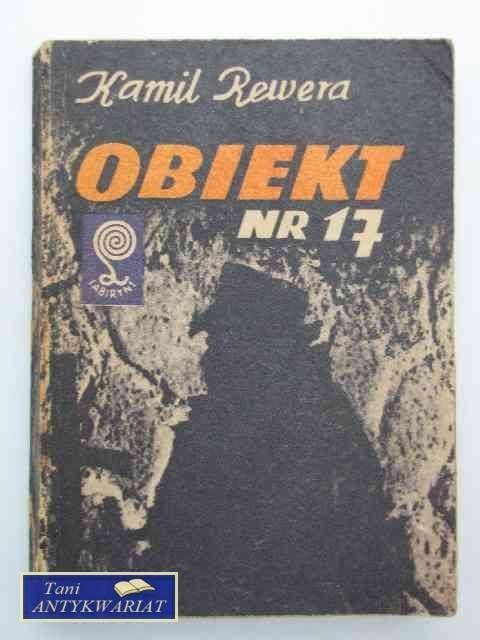 Kamil Rewera
OBIEKT
NR 17
LABIRYNT
Tani
ANTYKWARIAT